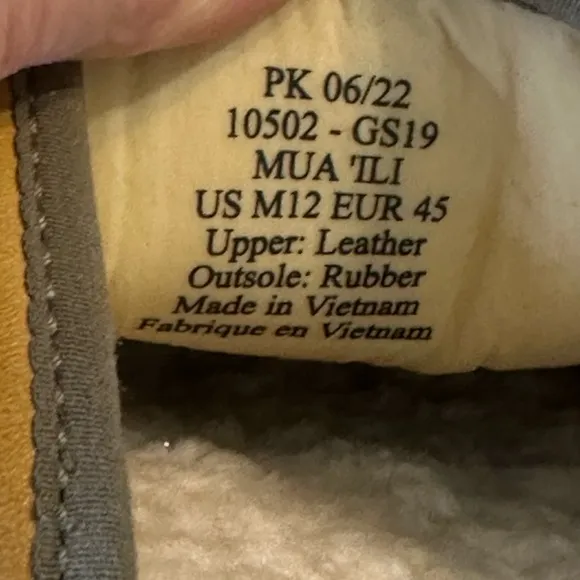 PK 06/22
10502 - GS19
MUA 'ILI
US M12 EUR 45
Upper: Leather
Outsole: Rubber
Made in Vietnam
Fabrique en Vietnam